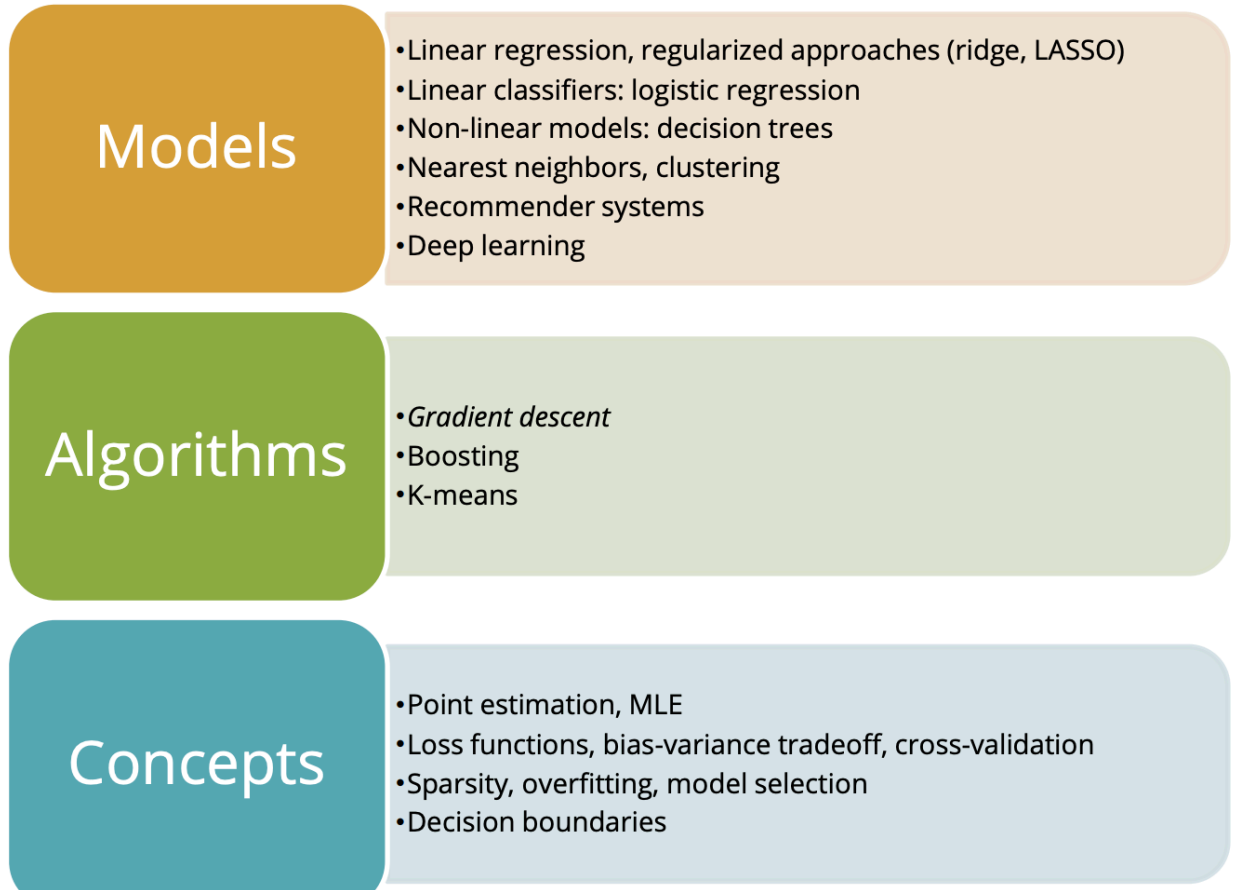 Models
•Linear regression, regularized approaches (ridge, LASSO)
•Linear classifiers: logistic regression
•Non-linear models: decision trees
•Nearest neighbors, clustering
•Recommender systems
•Deep learning
Algorithms
•Gradient descent
•Boosting
•K-means
Concepts
•Point estimation, MLE
•Loss functions, bias-variance tradeoff, cross-validation
•Sparsity, overfitting, model selection
•Decision boundaries